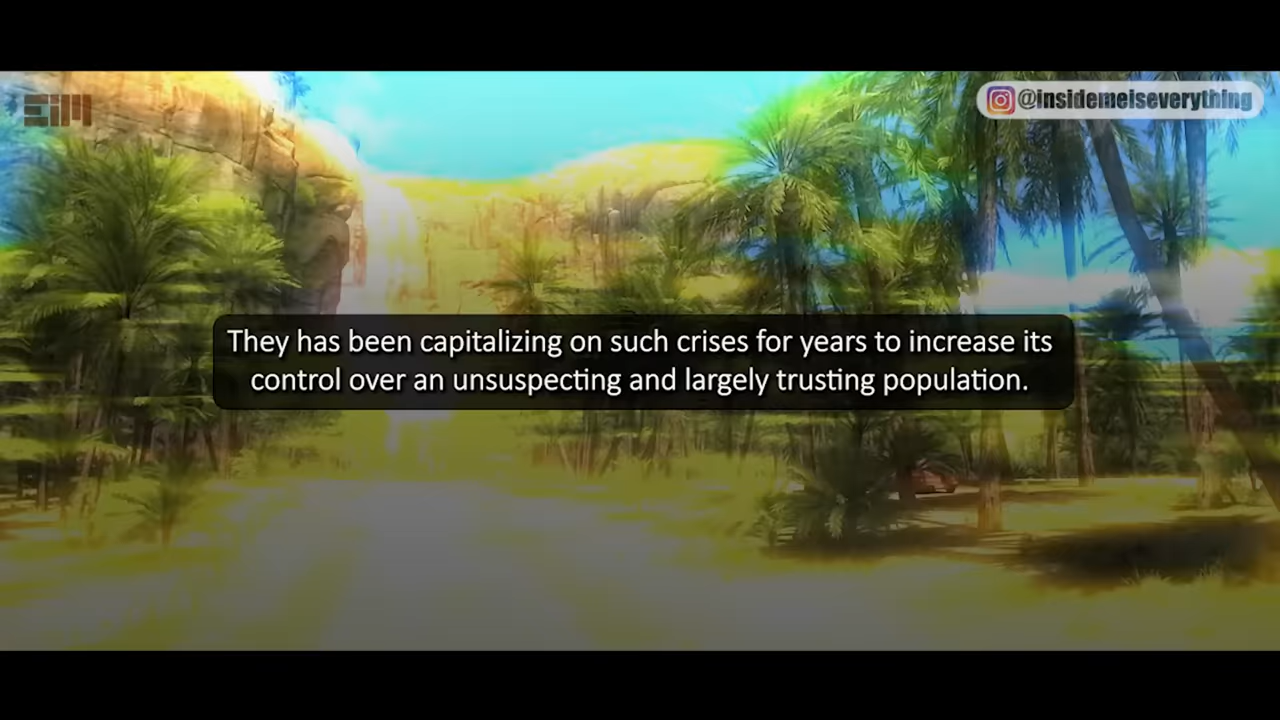 EiM
@insidemeiseverything
They has been capitalizing on such crises for years to increase its
control over an unsuspecting and largely trusting population.